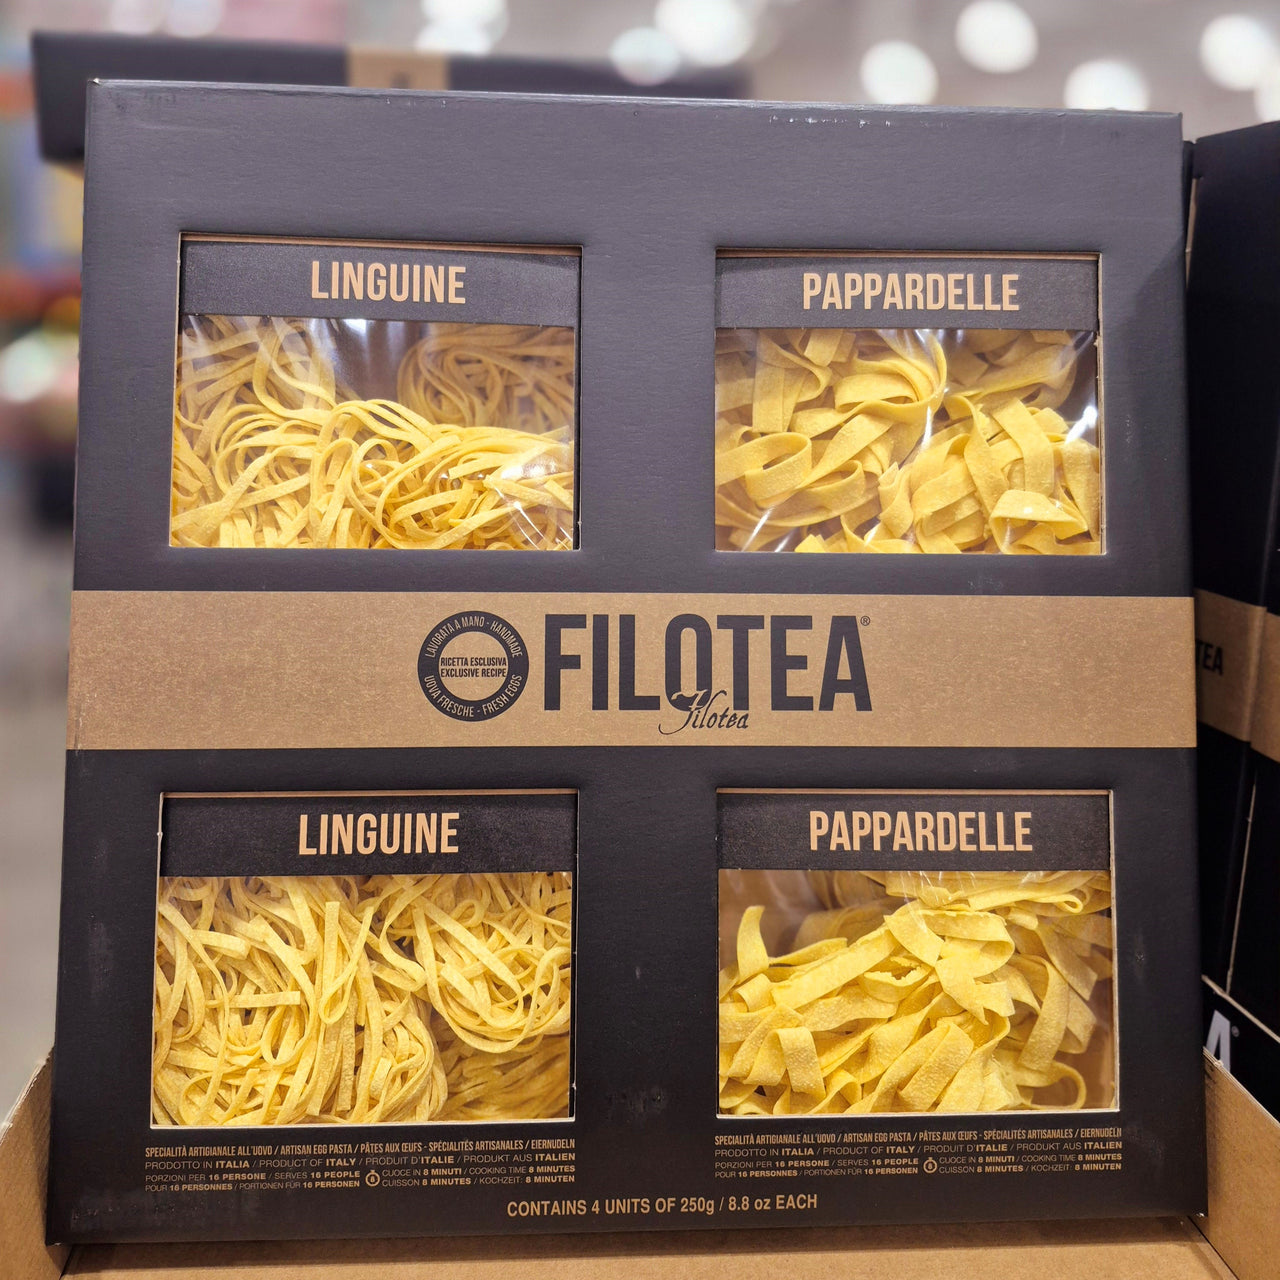 LINGUINE
PAPPARDELLE
LAVORATA A MANO - HANDMADE
RICETTA ESCLUSIVA
EXCLUSIVE RECIPE
UOVA FRESCHE - FRESH EGGS
FILOTEA®
Filotea
TEA
LINGUINE
PAPPARDELLE
SPECIALITÀ ARTIGIANALE ALL'UOVO / ARTISAN EGG PASTA / PÂTES AUX ŒUFS - SPÉCIALITÉS ARTISANALES / EIERNUDELN
PRODOTTO IN ITALIA / PRODUCT OF ITALY / PRODUIT D'ITALIE / PRODUKT AUS ITALIEN
PORZIONI PER 16 PERSONE / SERVES 16 PEOPLE
POUR 16 PERSONNES / PORTIONEN FÜR 16 PERSONEN
8
CUOCE IN 8 MINUTI / COOKING TIME 8 MINUTES
CUISSON 8 MINUTES / KOCHZEIT: 8 MINUTEN
SPECIALITÀ ARTIGIANALE ALL'UOVO / ARTISAN EGG PASTA / PÂTES AUX ŒUFS - SPÉCIALITÉS ARTISANALES / EIERNUDELN
PRODOTTO IN ITALIA / PRODUCT OF ITALY / PRODUIT D'ITALIE / PRODUKT AUS ITALIEN
PORZIONI PER 16 PERSONE / SERVES 16 PEOPLE
POUR 16 PERSONNEN / PORTIONEN FÜR 16 PERSONEN
8
CUOCE IN 8 MINUTI / COOKING TIME 8 MINUTES
CUISSON 8 MINUTES / KOCHZEIT: 8 MINUTEN
CONTAINS 4 UNITS OF 250g / 8.8 oz EACH
A®